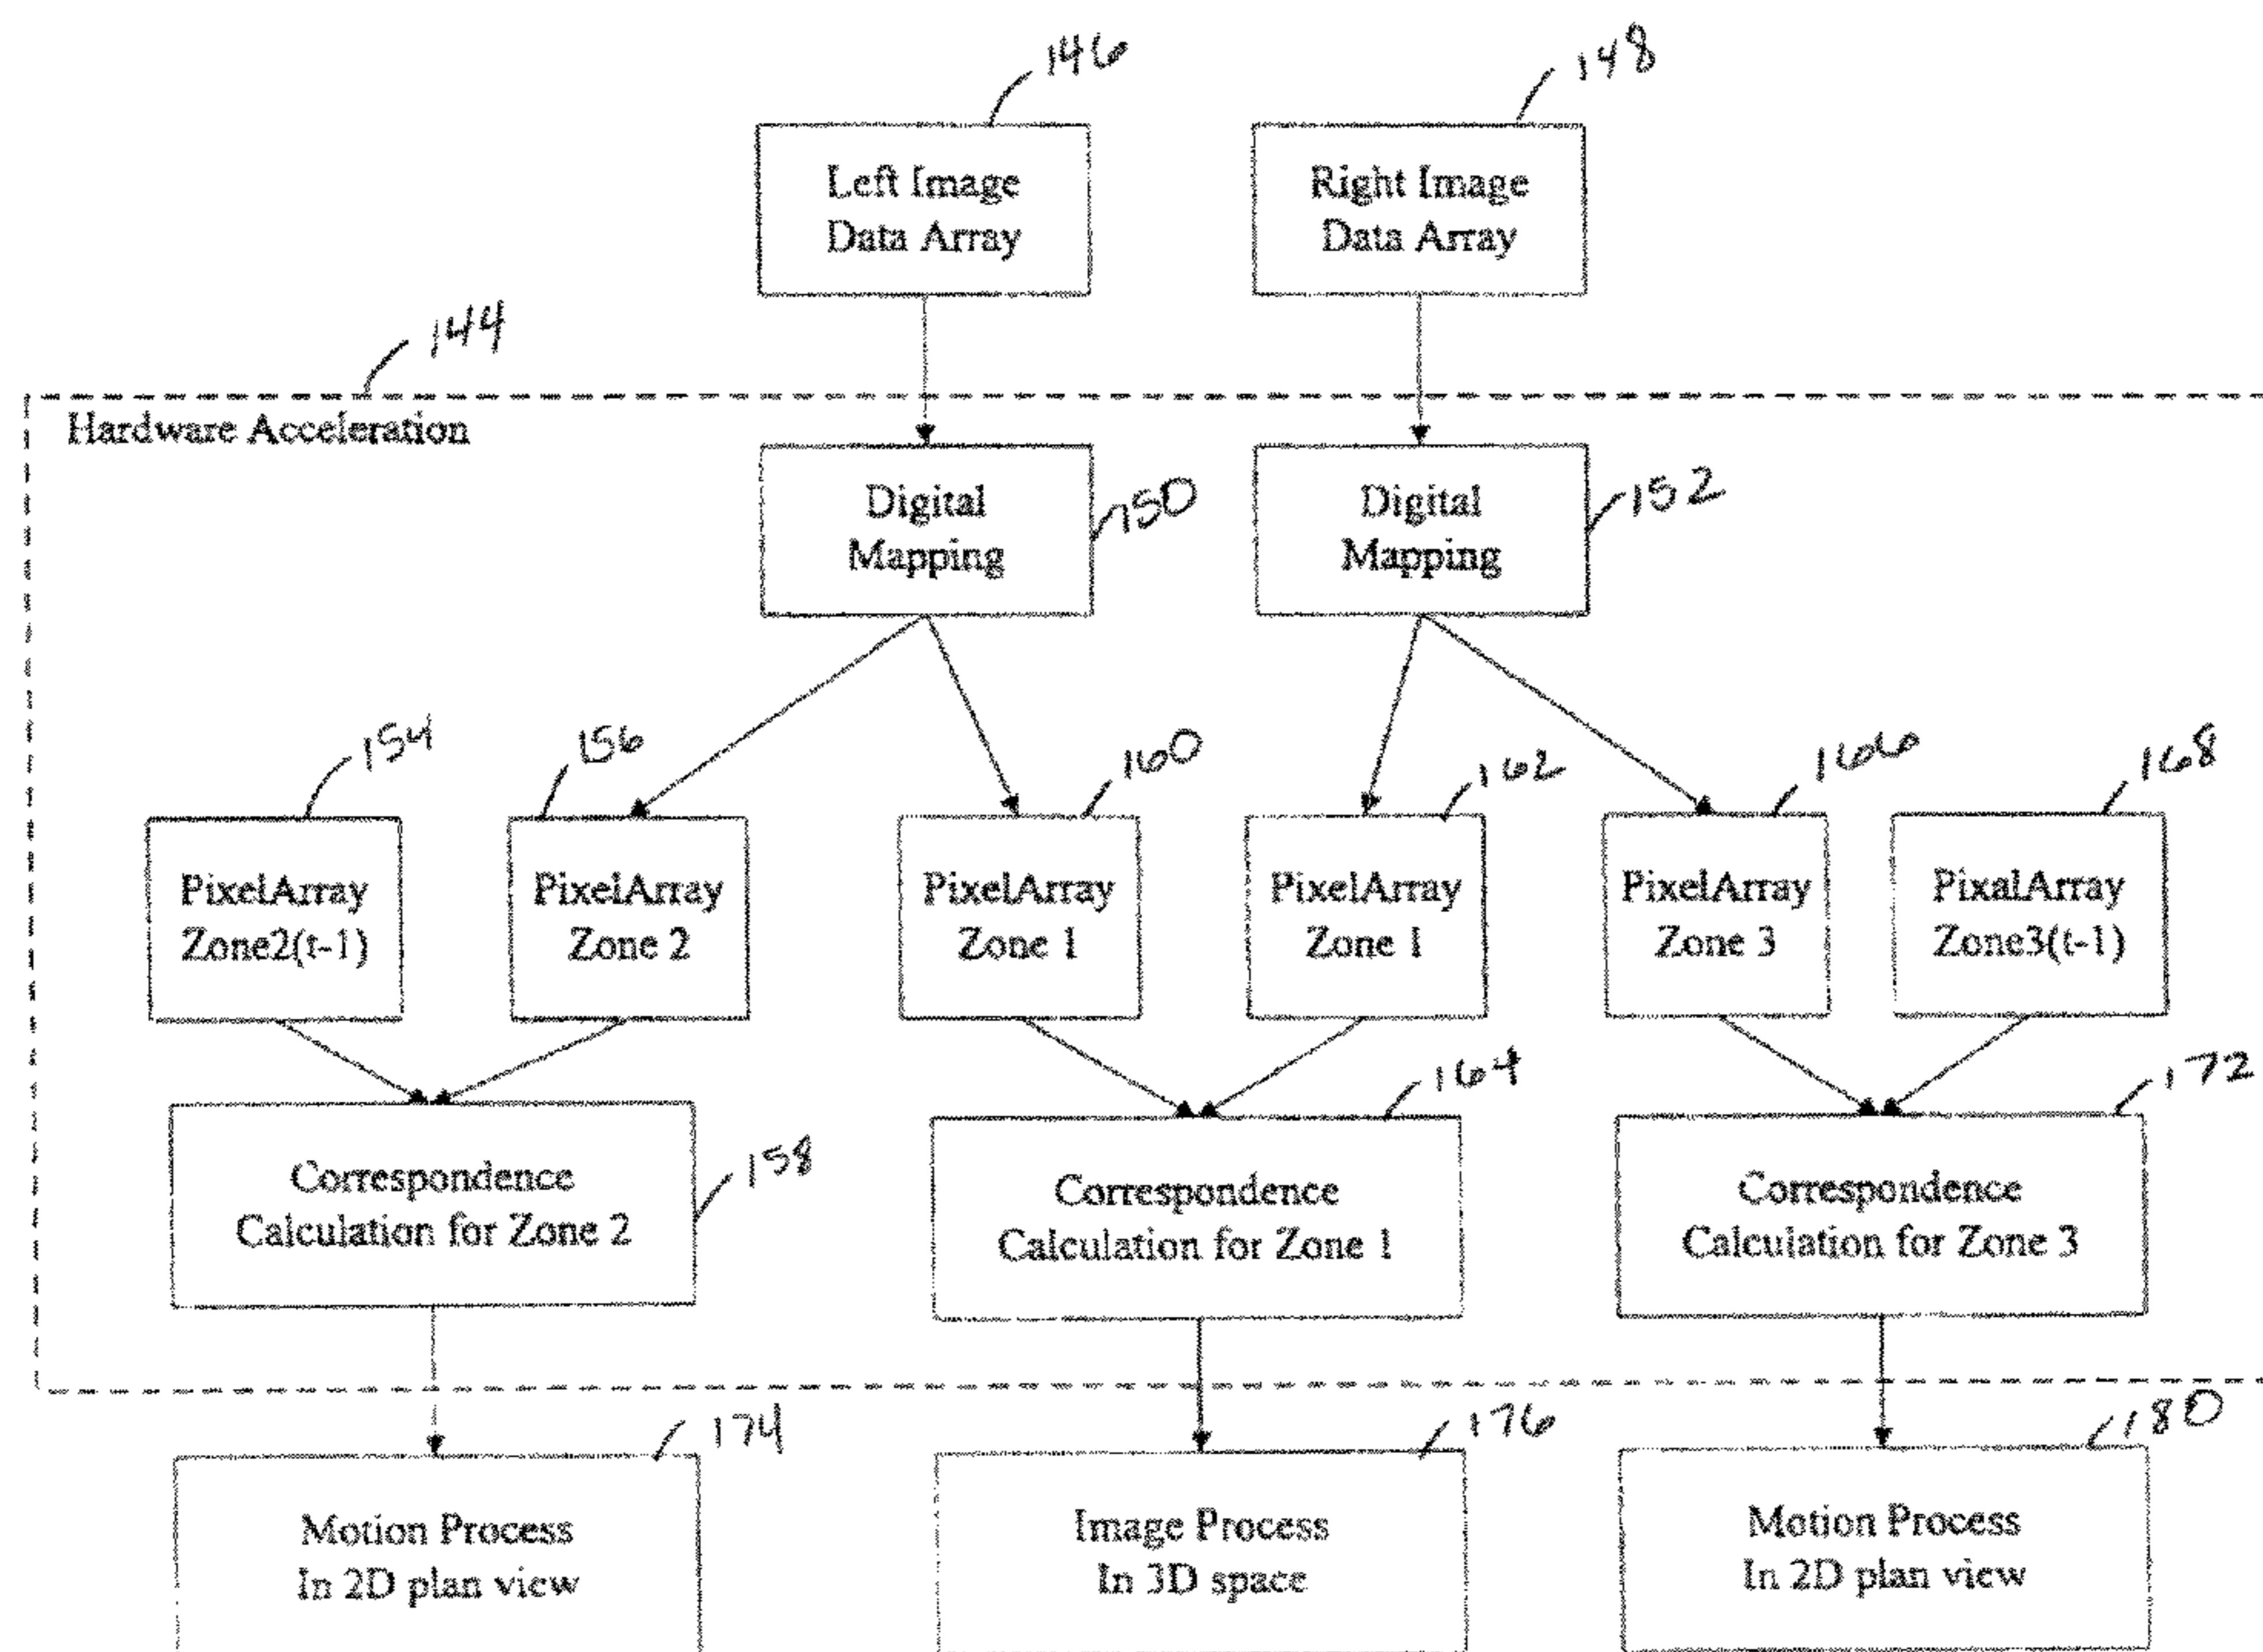 146
148
Left Image
Data Array
Right Image
Data Array
144
Hardware Acceleration
Digital
Mapping
150
Digital
Mapping
152
154
156
160
162
166
168
PixelArray
Zone2(t-1)
PixelArray
Zone 2
PixelArray
Zone 1
PixelArray
Zone 1
PixelArray
Zone 3
PixalArray
Zone3(t-1)
Correspondence
Calculation for Zone 2
158
Correspondence
Calculation for Zone 1
164
Correspondence
Calculation for Zone 3
172
174
176
180
Motion Process
In 2D plan view
Image Process
In 3D space
Motion Process
In 2D plan view